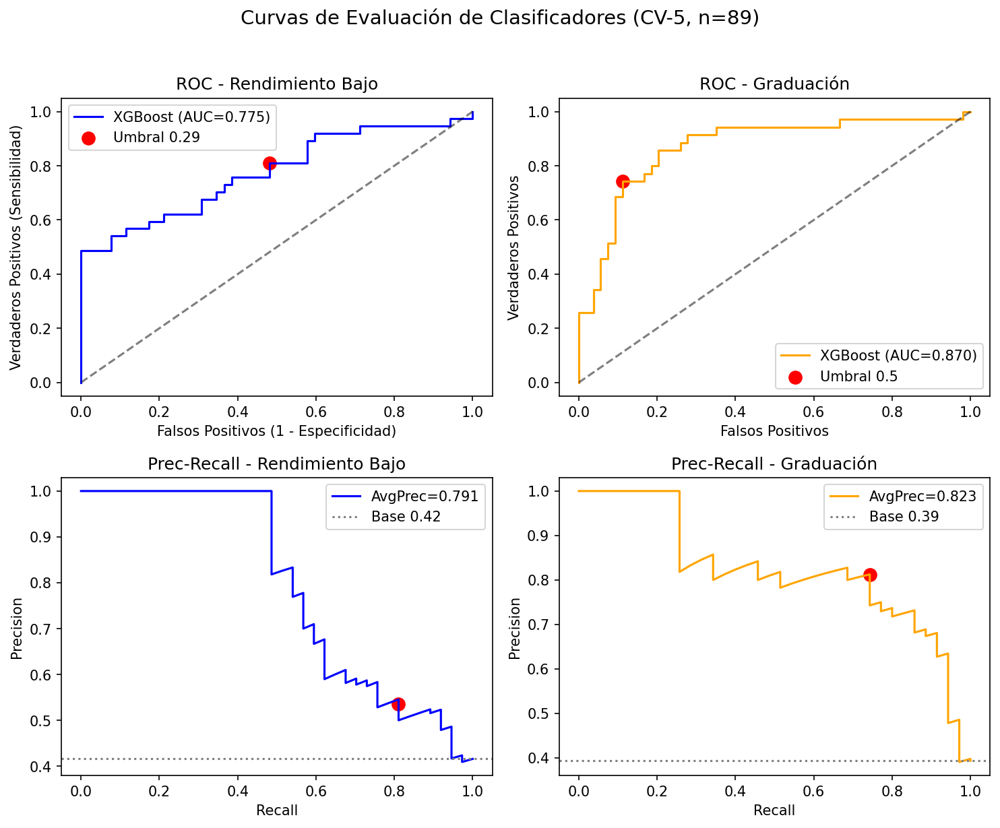 Curvas de Evaluación de Clasificadores (CV-5, n=89)
ROC - Rendimiento Bajo
XGBoost (AUC=0.775)
Umbral 0.29
Verdaderos Positivos (Sensibilidad)
1.0
0.8
0.6
0.4
0.2
0.0
0.0 0.2 0.4 0.6 0.8 1.0
Falsos Positivos (1 - Especificidad)
ROC - Graduación
Verdaderos Positivos
1.0
0.8
0.6
0.4
0.2
0.0
XGBoost (AUC=0.870)
Umbral 0.5
0.0 0.2 0.4 0.6 0.8 1.0
Falsos Positivos
Prec-Recall - Rendimiento Bajo
AvgPrec=0.791
Base 0.42
Precision
1.0
0.9
0.8
0.7
0.6
0.5
0.4
0.0 0.2 0.4 0.6 0.8 1.0
Recall
Prec-Recall - Graduación
AvgPrec=0.823
Base 0.39
Precision
1.0
0.9
0.8
0.7
0.6
0.5
0.4
0.0 0.2 0.4 0.6 0.8 1.0
Recall